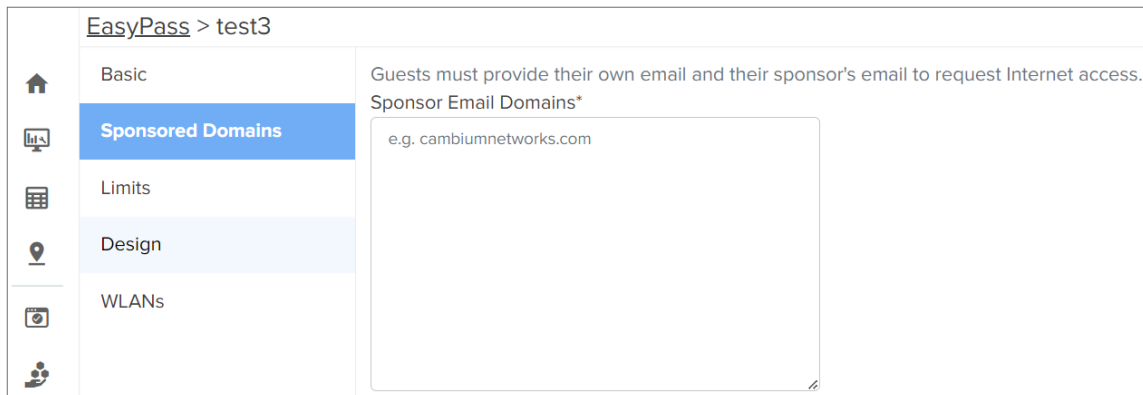 EasyPass > test3
Basic
Sponsored Domains
Limits
Design
WLANs
Guests must provide their own email and their sponsor's email to request Internet access.
Sponsor Email Domains*
e.g. cambiumnetworks.com